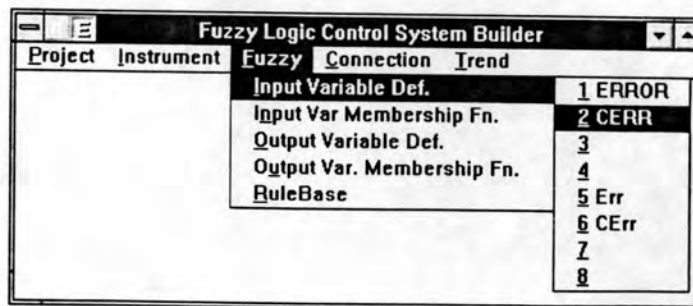 Fuzzy Logic Control System Builder
Project Instrument Fuzzy Connection Trend
Input Variable Def.
Input Var Membership Fn.
Output Variable Def.
Output Var. Membership Fn.
RuleBase
1 ERROR
2 CERR
3
4
5 Err
6 CErr
7
8